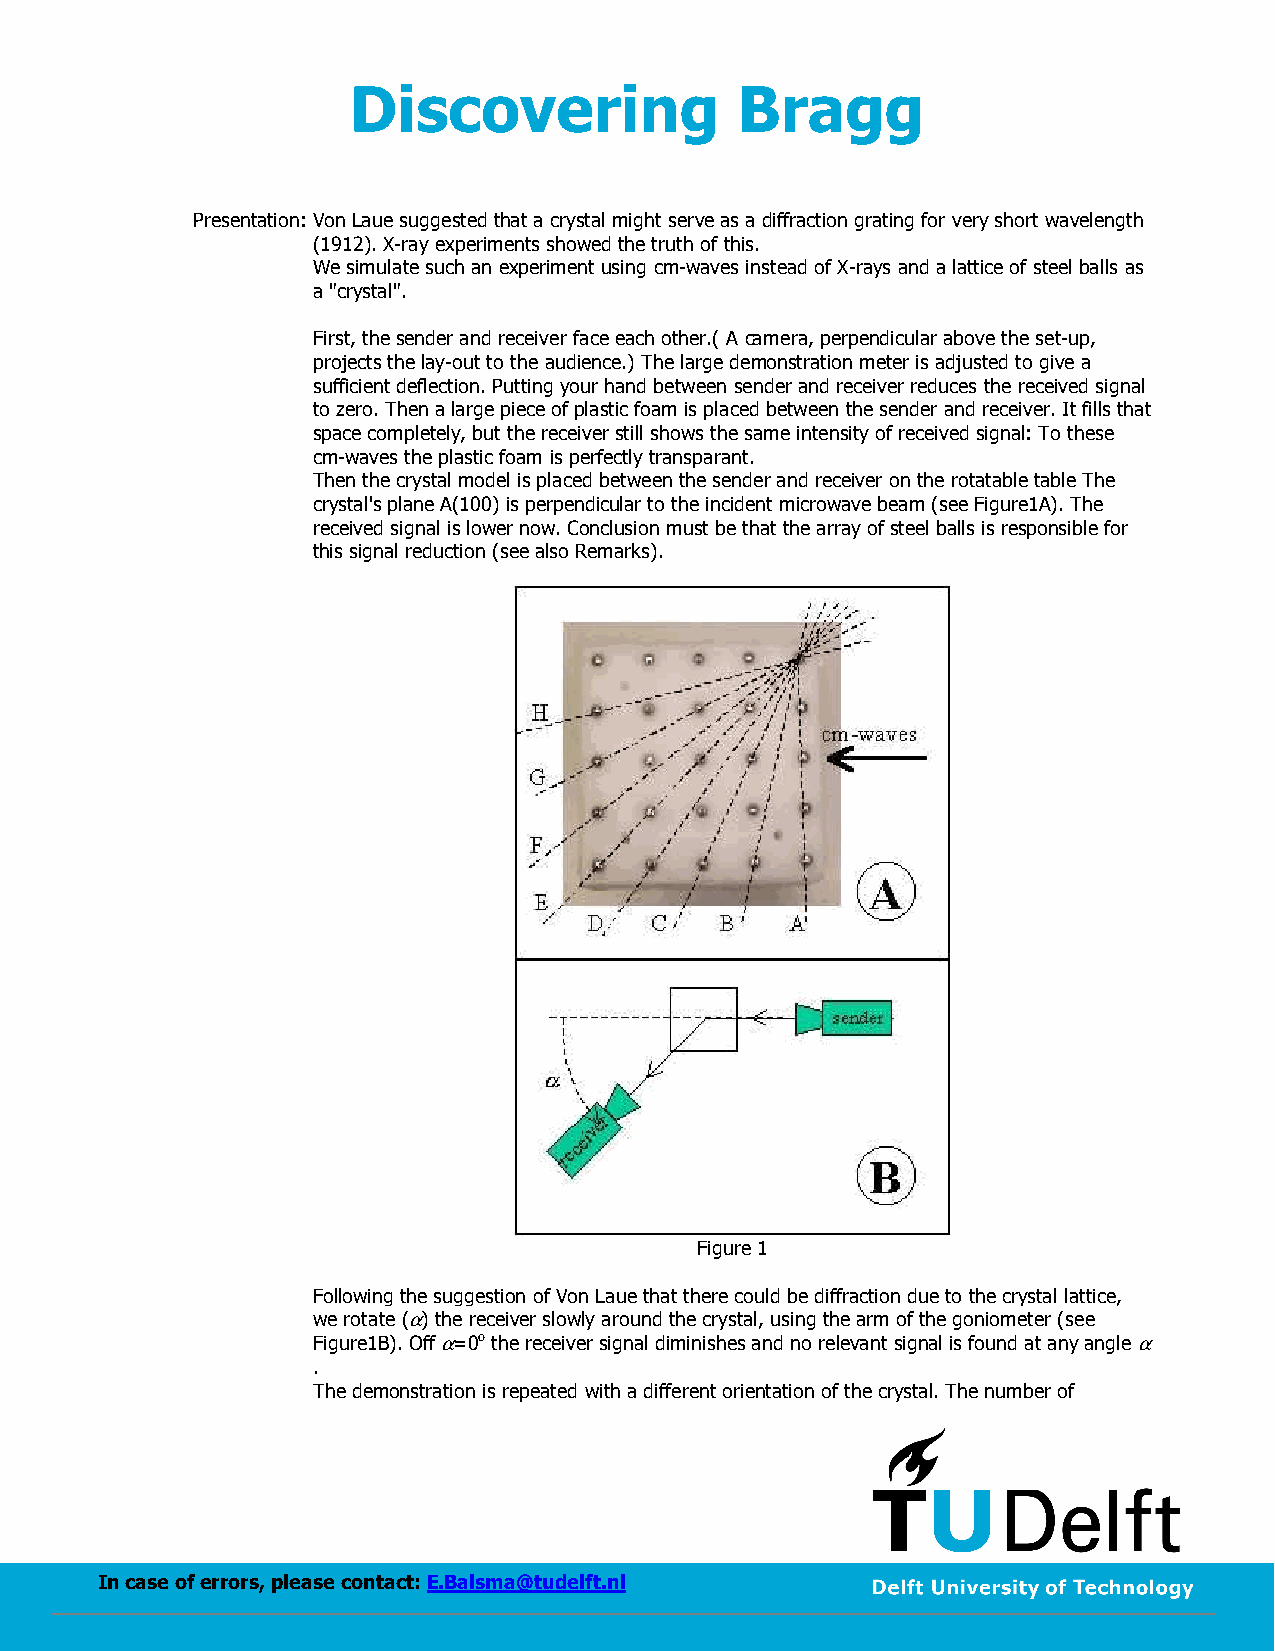 Discovering Bragg
Presentation: Von Laue suggested that a crystal might serve as a diffraction grating for very short wavelength
(1912). X-ray experiments showed the truth of this.
We simulate such an experiment using cm-waves instead of X-rays and a lattice of steel balls as
a "crystal".
First, the sender and receiver face each other.( A camera, perpendicular above the set-up,
projects the lay-out to the audience.) The large demonstration meter is adjusted to give a
sufficient deflection. Putting your hand between sender and receiver reduces the received signal
to zero. Then a large piece of plastic foam is placed between the sender and receiver. It fills that
space completely, but the receiver still shows the same intensity of received signal: To these
cm-waves the plastic foam is perfectly transparant.
Then the crystal model is placed between the sender and receiver on the rotatable table The
crystal's plane A(100) is perpendicular to the incident microwave beam (see Figure1A). The
received signal is lower now. Conclusion must be that the array of steel balls is responsible for
this signal reduction (see also Remarks).
H
cm-waves
G
F
A
E
D
C
B
A
sender
α
receiver
B
Figure 1
Following the suggestion of Von Laue that there could be diffraction due to the crystal lattice,
we rotate (α) the receiver slowly around the crystal, using the arm of the goniometer (see
Figure1B). Off α=0° the receiver signal diminishes and no relevant signal is found at any angle α
.
The demonstration is repeated with a different orientation of the crystal. The number of
TUDelft
In case of errors, please contact: E.Balsma@tudelft.nl
Delft University of Technology